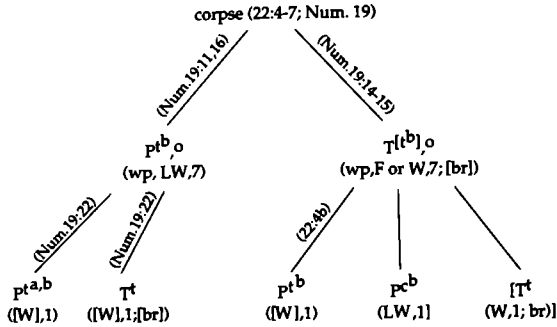 corpse (22:4-7; Num. 19)
(Num.19:11,16)
(Num.19:14-15)
Pt^b,o
T[t^b],o
(wp, LW,7)
(wp,F or W,7; [br])
(Num.19:22)
(Num.19:22)
(22:4b)
Pt^a,b
T^t
Pt^b
Pc^b
[T^t
([W],1)
([W],1;[br])
([W],1)
(LW,1]
(W,1; br)]